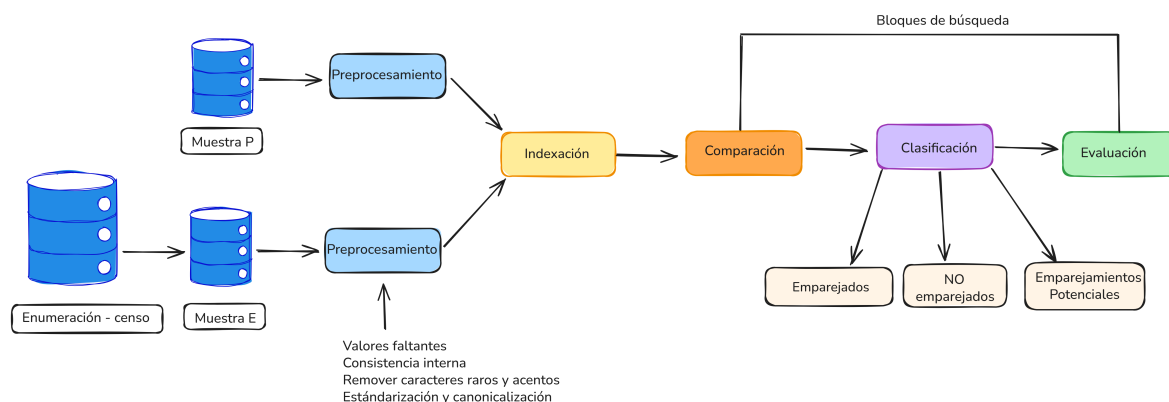 Bloques de búsqueda
Preprocesamiento
Muestra P
Indexación
Comparación
Clasificación
Evaluación
Preprocesamiento
Emparejados
NO
emparejados
Emparejamientos
Potenciales
Enumeración - censo
Muestra E
Valores faltantes
Consistencia interna
Remover caracteres raros y acentos
Estándarización y canonicalización